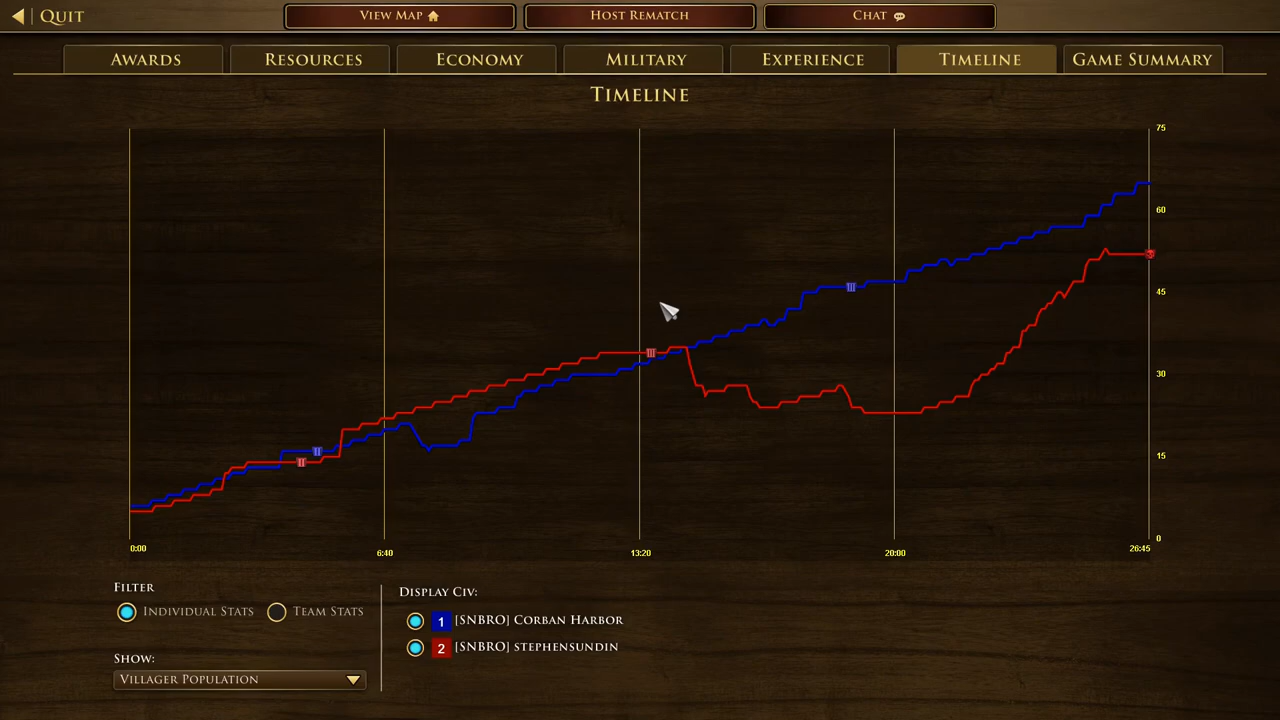 QUIT
VIEW MAP
HOST REMATCH
CHAT
AWARDS
RESOURCES
ECONOMY
MILITARY
EXPERIENCE
TIMELINE
GAME SUMMARY
TIMELINE
75
60
45
30
15
0
0:00
6:40
13:20
20:00
26:45
FILTER
INDIVIDUAL STATS
TEAM STATS
SHOW:
VILLAGER POPULATION
DISPLAY CIV:
1 [SNBRO] CORBAN HARBOR
2 [SNBRO] STEPHENSUNDIN